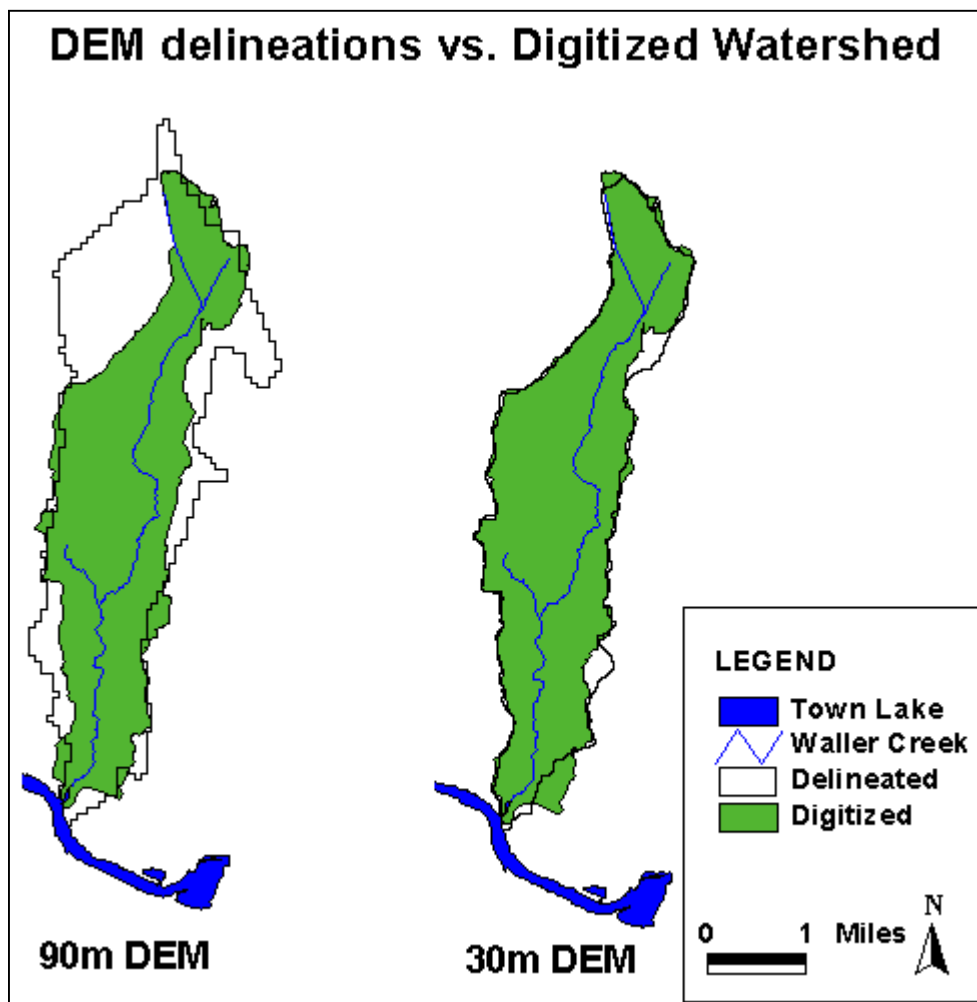 DEM delineations vs. Digitized Watershed
90m DEM
30m DEM
LEGEND
Town Lake
Waller Creek
Delineated
Digitized
0 1 Miles
N